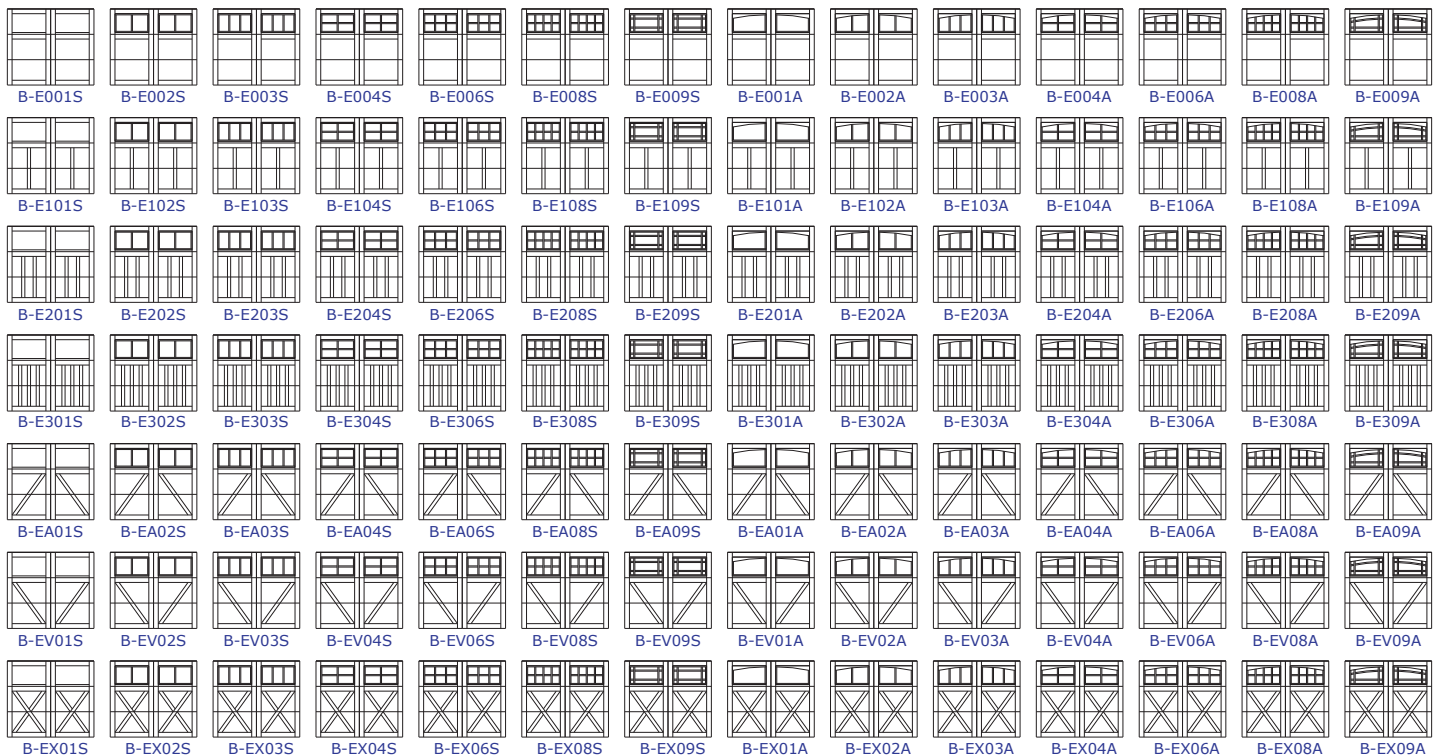 B-E001S B-E002S B-E003S B-E004S B-E006S B-E008S B-E009S B-E001A B-E002A B-E003A B-E004A B-E006A B-E008A B-E009A
B-E101S B-E102S B-E103S B-E104S B-E106S B-E108S B-E109S B-E101A B-E102A B-E103A B-E104A B-E106A B-E108A B-E109A
B-E201S B-E202S B-E203S B-E204S B-E206S B-E208S B-E209S B-E201A B-E202A B-E203A B-E204A B-E206A B-E208A B-E209A
B-E301S B-E302S B-E303S B-E304S B-E306S B-E308S B-E309S B-E301A B-E302A B-E303A B-E304A B-E306A B-E308A B-E309A
B-EA01S B-EA02S B-EA03S B-EA04S B-EA06S B-EA08S B-EA09S B-EA01A B-EA02A B-EA03A B-EA04A B-EA06A B-EA08A B-EA09A
B-EV01S B-EV02S B-EV03S B-EV04S B-EV06S B-EV08S B-EV09S B-EV01A B-EV02A B-EV03A B-EV04A B-EV06A B-EV08A B-EV09A
B-EX01S B-EX02S B-EX03S B-EX04S B-EX06S B-EX08S B-EX09S B-EX01A B-EX02A B-EX03A B-EX04A B-EX06A B-EX08A B-EX09A